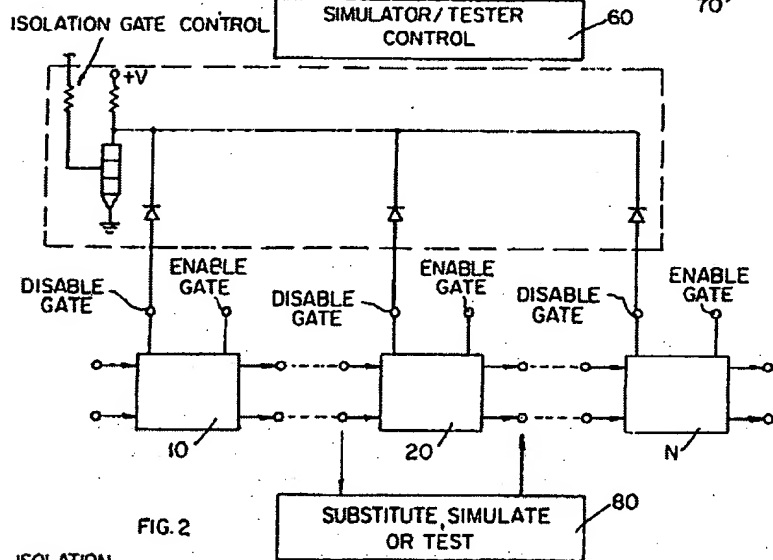 ISOLATION GATE CONTROL
SIMULATOR/TESTER
CONTROL
60
70
+V
DISABLE
GATE
ENABLE
GATE
DISABLE
GATE
ENABLE
GATE
DISABLE
GATE
ENABLE
GATE
10
20
N
FIG. 2
SUBSTITUTE, SIMULATE
OR TEST
80
ISOLATION